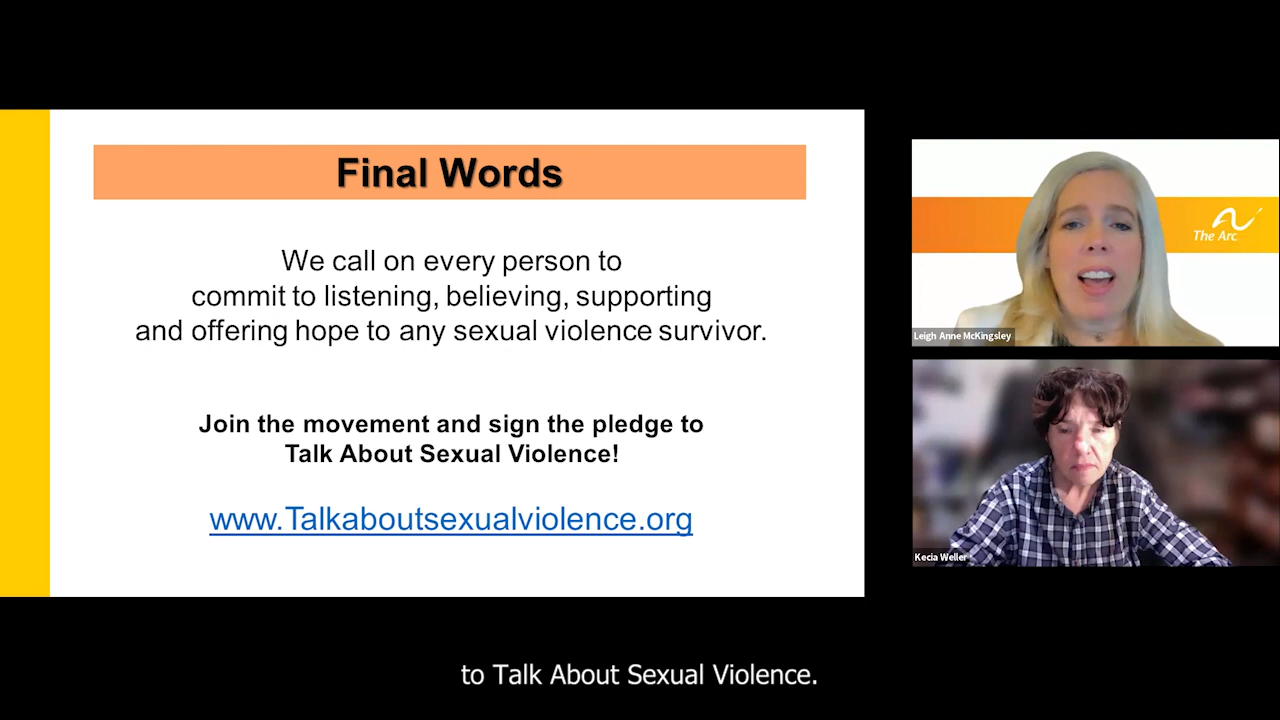 Final Words
We call on every person to
commit to listening, believing, supporting
and offering hope to any sexual violence survivor.
Join the movement and sign the pledge to
Talk About Sexual Violence!
www.Talkaboutsexualviolence.org
The Arc
Leigh Anne McKingsley
Kecia Weller
to Talk About Sexual Violence.